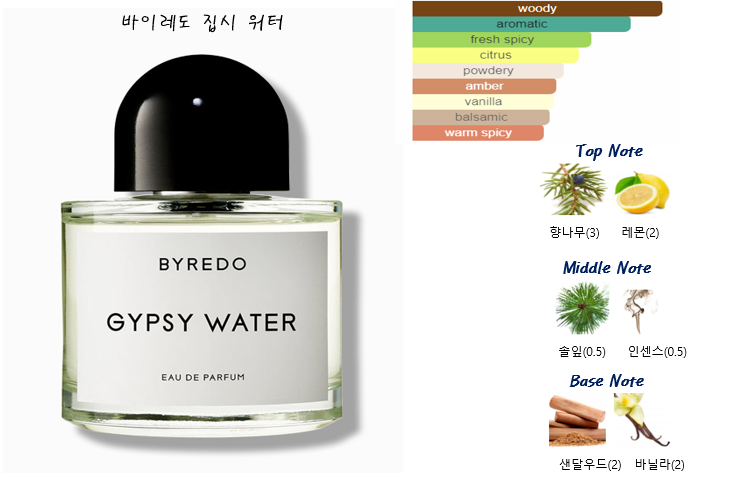 바이레도 집시 워터
BYREDO
GYPSY WATER
EAU DE PARFUM
woody
aromatic
fresh spicy
citrus
powdery
amber
vanilla
balsamic
warm spicy
Top Note
향나무(3) 레몬(2)
Middle Note
솔잎(0.5) 인센스(0.5)
Base Note
샌달우드(2) 바닐라(2)